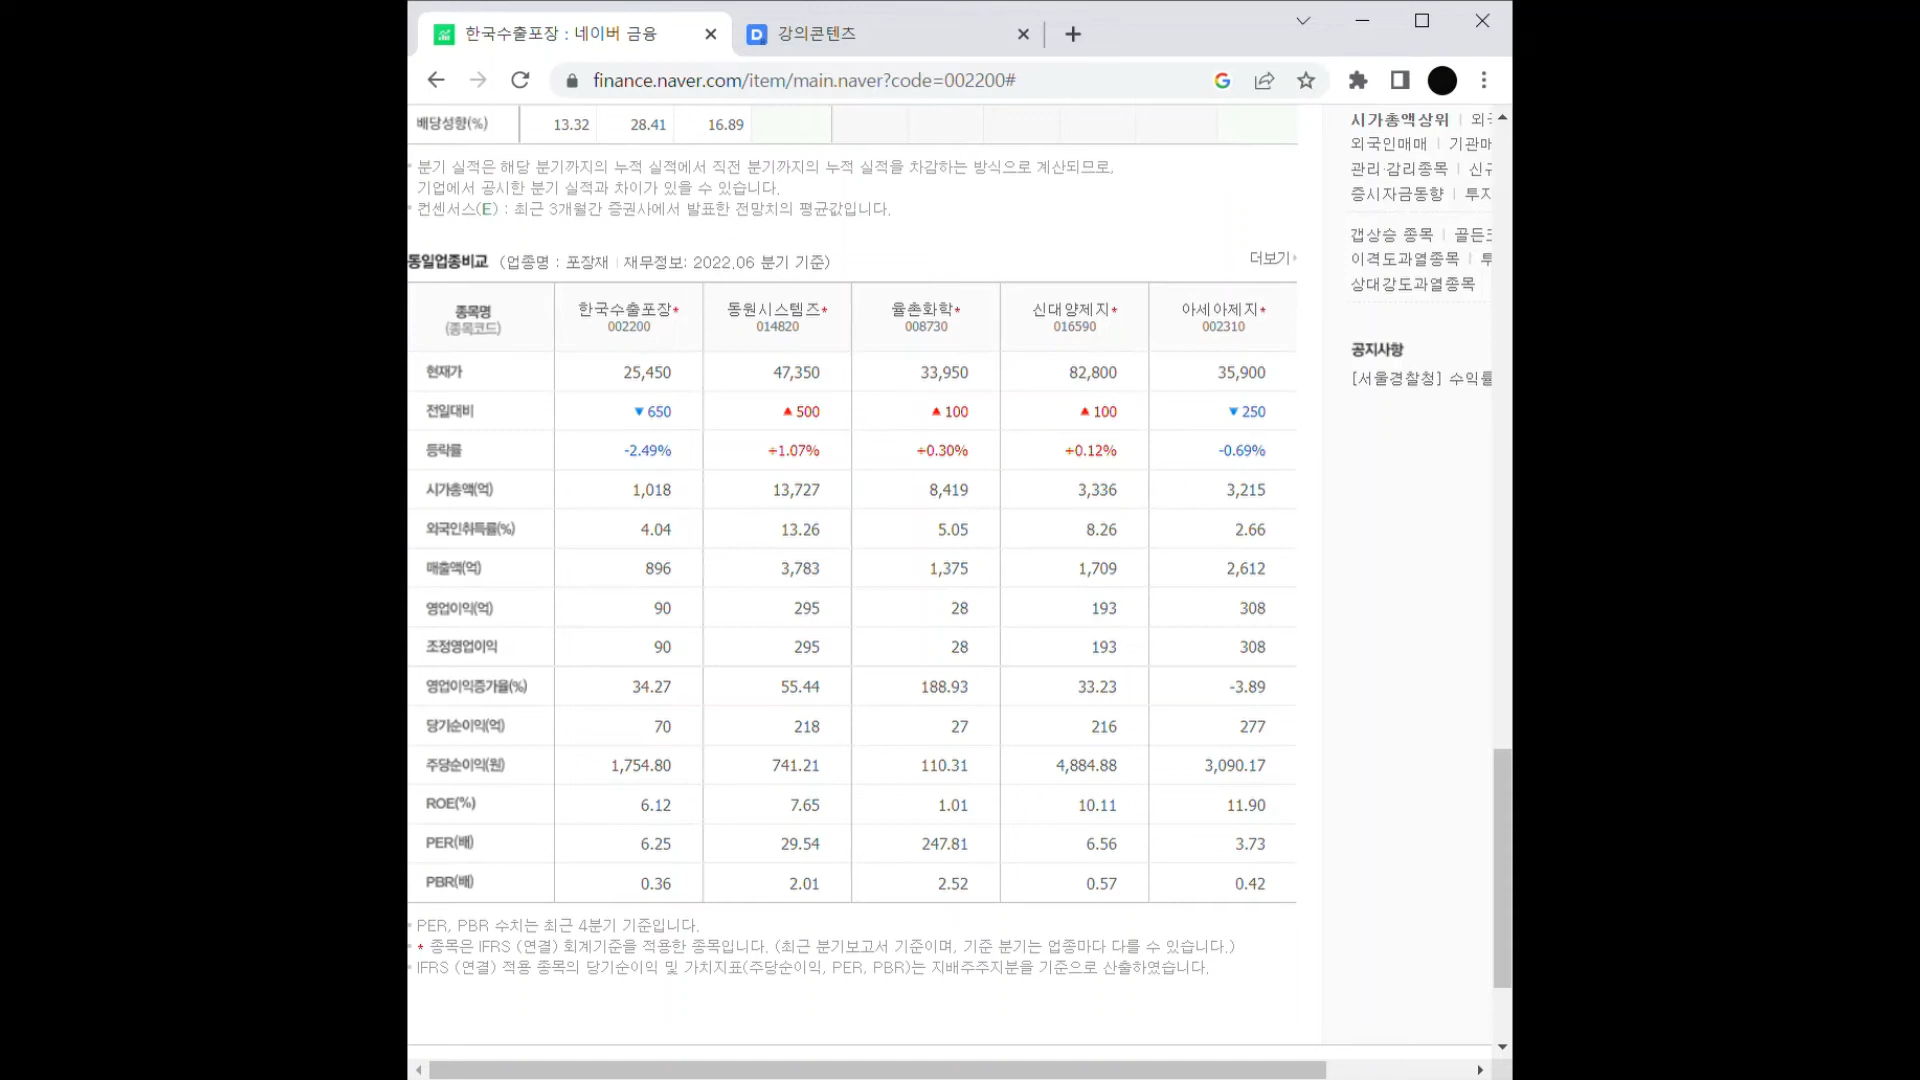 한국수출포장 : 네이버 금융
강의콘텐츠
finance.naver.com/item/main.naver?code=002200#
배당성향(%) 13.32 28.41 16.89
분기 실적은 해당 분기까지의 누적 실적에서 직전 분기까지의 누적 실적을 차감하는 방식으로 계산되므로,
기업에서 공시한 분기 실적과 차이가 있을 수 있습니다.
컨센서스(E) : 최근 3개월간 증권사에서 발표한 전망치의 평균값입니다.
동일업종비교 (업종명 : 포장재 | 재무정보: 2022.06 분기 기준)
더보기
종목명 한국수출포장* 동원시스템즈* 율촌화학* 신대양제지* 아세아제지*
(종목코드) 002200 014820 008730 016590 002310
현재가 25,450 47,350 33,950 82,800 35,900
전일대비 ▼650 ▲500 ▲100 ▲100 ▼250
등락률 -2.49% +1.07% +0.30% +0.12% -0.69%
시가총액(억) 1,018 13,727 8,419 3,336 3,215
외국인취득률(%) 4.04 13.26 5.05 8.26 2.66
매출액(억) 896 3,783 1,375 1,709 2,612
영업이익(억) 90 295 28 193 308
조정영업이익 90 295 28 193 308
영업이익증가율(%) 34.27 55.44 188.93 33.23 -3.89
당기순이익(억) 70 218 27 216 277
주당순이익(원) 1,754.80 741.21 110.31 4,884.88 3,090.17
ROE(%) 6.12 7.65 1.01 10.11 11.90
PER(배) 6.25 29.54 247.81 6.56 3.73
PBR(배) 0.36 2.01 2.52 0.57 0.42
PER, PBR 수치는 최근 4분기 기준입니다.
* 종목은 IFRS (연결) 회계기준을 적용한 종목입니다. (최근 분기보고서 기준이며, 기준 분기는 업종마다 다를 수 있습니다.)
IFRS (연결) 적용 종목의 당기순이익 및 가치지표(주당순이익, PER, PBR)는 지배주주지분을 기준으로 산출하였습니다.
시가총액상위 |
외국인매매 |
관리·감리종목 |
증시자금동향 |
갭상승 종목 |
이격도과열종목 |
상대강도과열종목
공지사항
[서울경찰청]